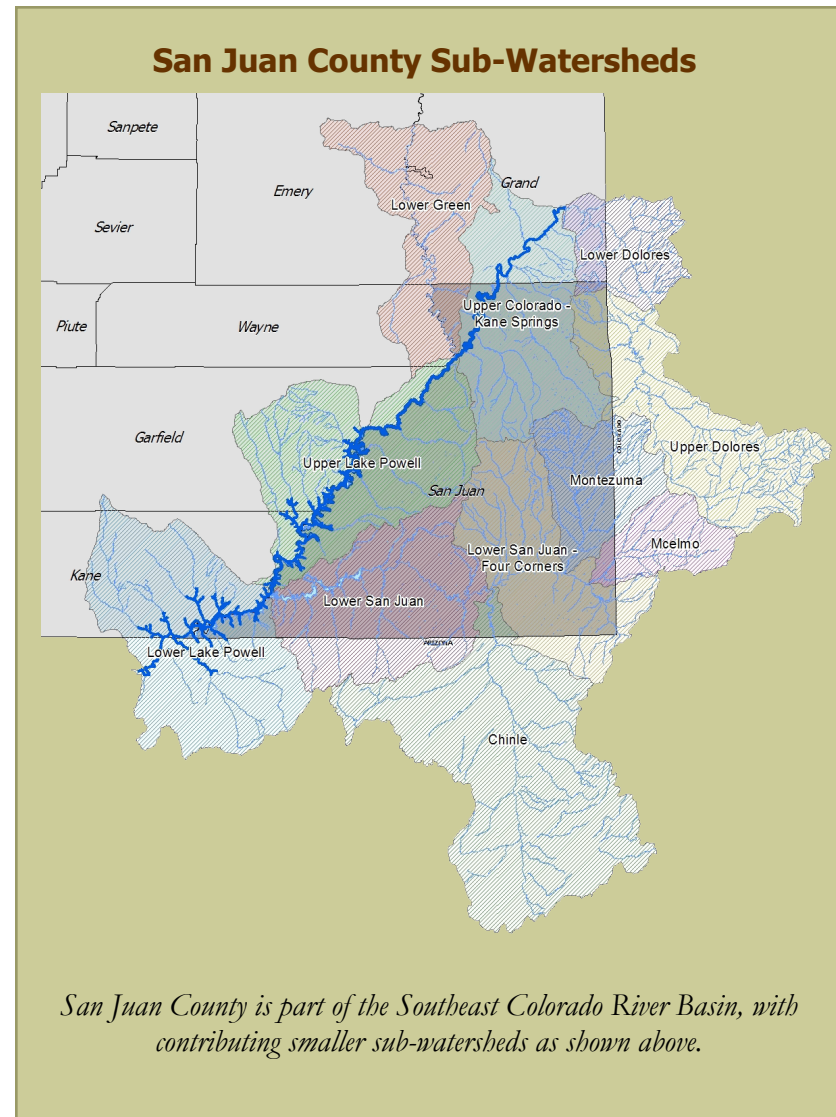 San Juan County Sub-Watersheds
Sanpete
Emery
Grand
Lower Green
Sevier
Lower Dolores
Upper Colorado -
Kane Springs
Piute
Wayne
Garfield
COLORADO
Upper Dolores
Upper Lake Powell
Montezuma
San Juan
Mcelmo
Lower San Juan -
Four Corners
Kane
Lower San Juan
ARIZONA
Lower Lake Powell
Chinle
San Juan County is part of the Southeast Colorado River Basin, with
contributing smaller sub-watersheds as shown above.